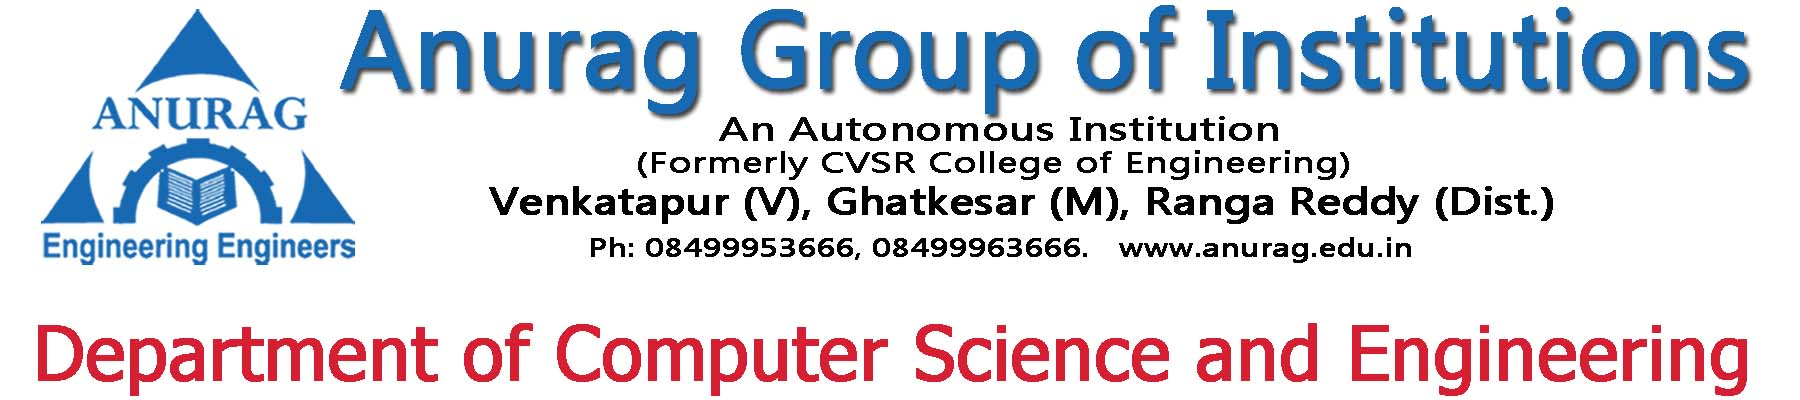 Anurag Group of Institutions
ANURAG
Engineering Engineers
An Autonomous Institution
(Formerly CVSR College of Engineering)
Venkatapur (V), Ghatkesar (M), Ranga Reddy (Dist.)
Ph: 08499953666, 08499963666. www.anurag.edu.in
Department of Computer Science and Engineering